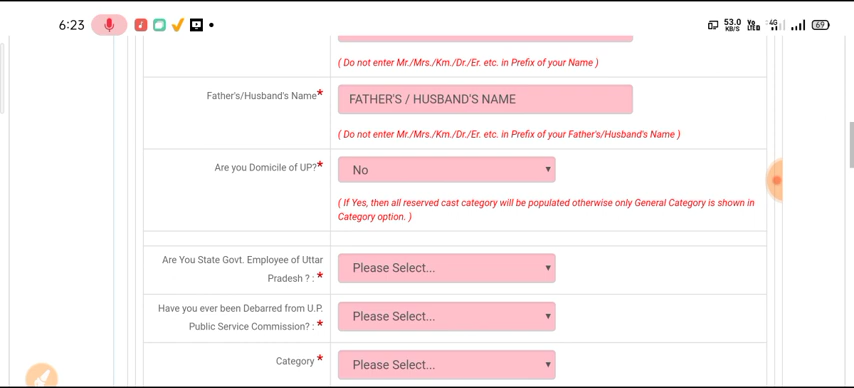 6:23
53.0 KB/S
Vo LTE
4G
69
( Do not enter Mr./Mrs./Km./Dr./Er. etc. in Prefix of your Name )
Father's/Husband's Name*
FATHER'S / HUSBAND'S NAME
( Do not enter Mr./Mrs./Km./Dr./Er. etc. in Prefix of your Father's/Husband's Name )
Are you Domicile of UP?*
No
( If Yes, then all reserved cast category will be populated otherwise only General Category is shown in
Category option. )
Are You State Govt. Employee of Uttar
Pradesh ? : *
Please Select...
Have you ever been Debarred from U.P.
Public Service Commission? : *
Please Select...
Category *
Please Select...